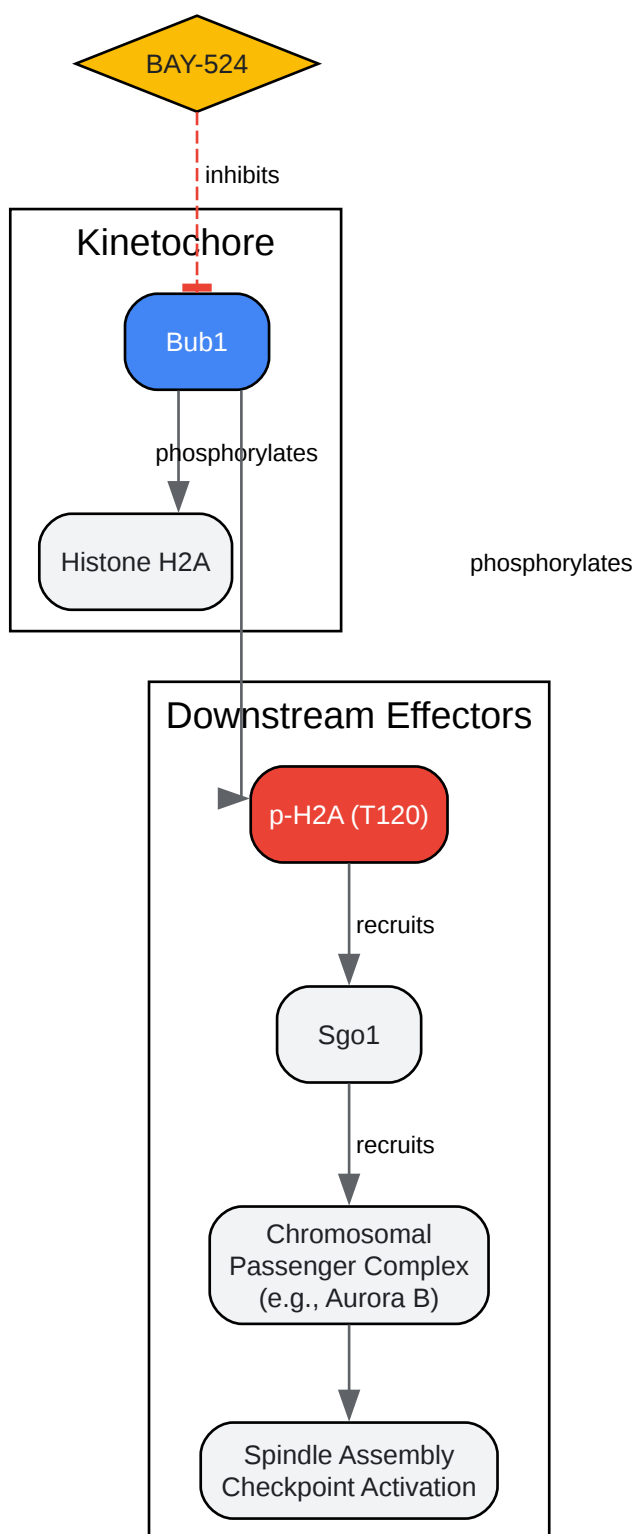 BAY-524
inhibits
Kinetochore
Bub1
phosphorylates
Histone H2A
phosphorylates
Downstream Effectors
p-H2A (T120)
recruits
Sgo1
recruits
Chromosomal
Passenger Complex
(e.g., Aurora B)
Spindle Assembly
Checkpoint Activation